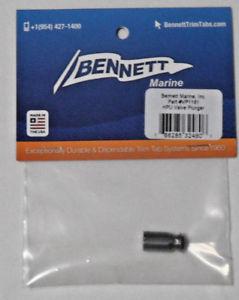 +1(954) 427-1400
BennettTrimTabs.com
BENNETT
Marine
MADE IN
THE USA
Bennett Marine, Inc.
Part #VP1151
HPU Valve Plunger
Exceptionally Durable & Dependable Trim Tab Systems Since 1960